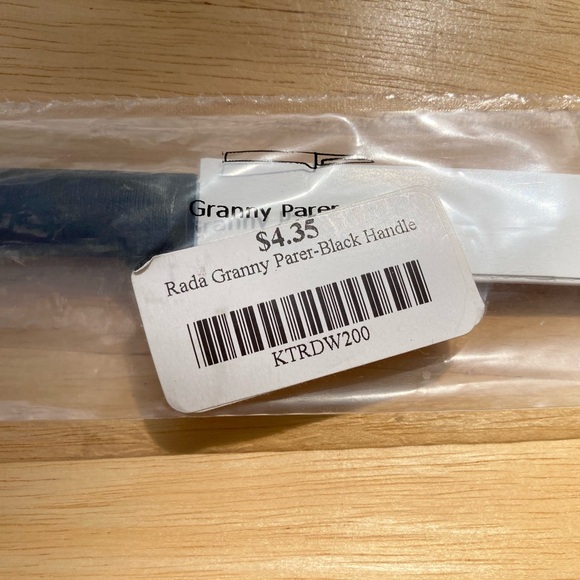 Granny Parer
$4.35
Rada Granny Parer-Black Handle
KTRDW200